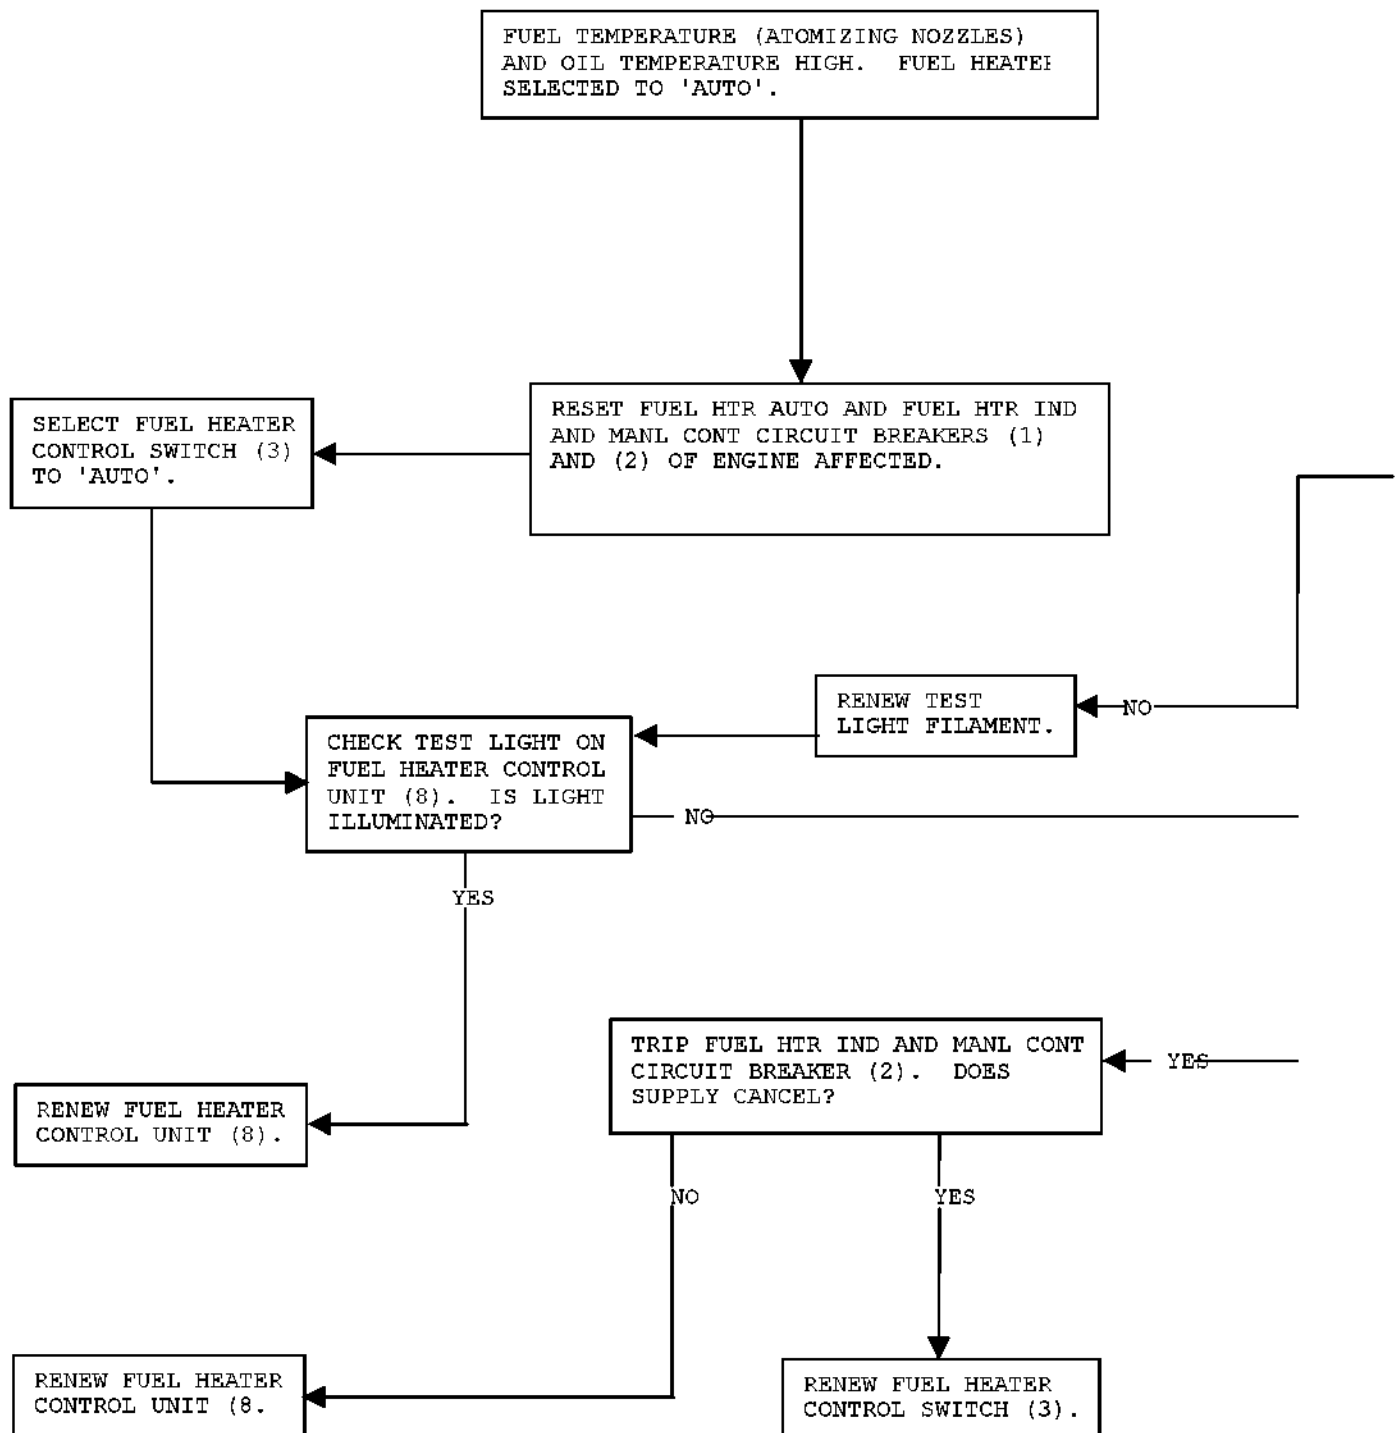 FUEL TEMPERATURE (ATOMIZING NOZZLES)
AND OIL TEMPERATURE HIGH. FUEL HEATER
SELECTED TO 'AUTO'.
RESET FUEL HTR AUTO AND FUEL HTR IND
AND MANL CONT CIRCUIT BREAKERS (1)
AND (2) OF ENGINE AFFECTED.
SELECT FUEL HEATER
CONTROL SWITCH (3)
TO 'AUTO'.
RENEW TEST
LIGHT FILAMENT.
NO
CHECK TEST LIGHT ON
FUEL HEATER CONTROL
UNIT (8). IS LIGHT
ILLUMINATED?
NO
YES
TRIP FUEL HTR IND AND MANL CONT
CIRCUIT BREAKER (2). DOES
SUPPLY CANCEL?
YES
RENEW FUEL HEATER
CONTROL UNIT (8).
NO
YES
RENEW FUEL HEATER
CONTROL UNIT (8.
RENEW FUEL HEATER
CONTROL SWITCH (3).